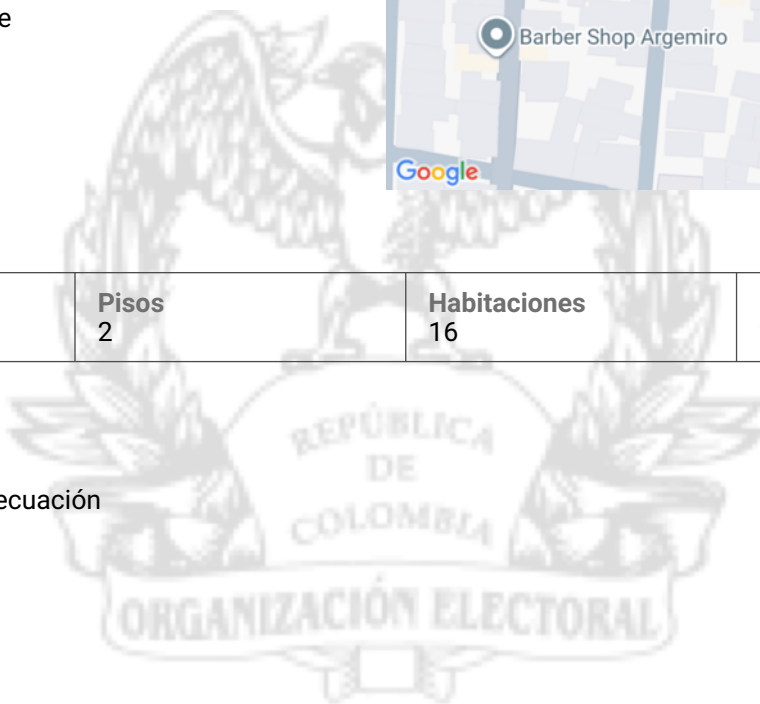 e
Barber Shop Argemiro
Google
Pisos
Habitaciones
2
16
ecuación
REPÚBLICA
DE
COLOMBIA
ORGANIZACIÓN ELECTORAL